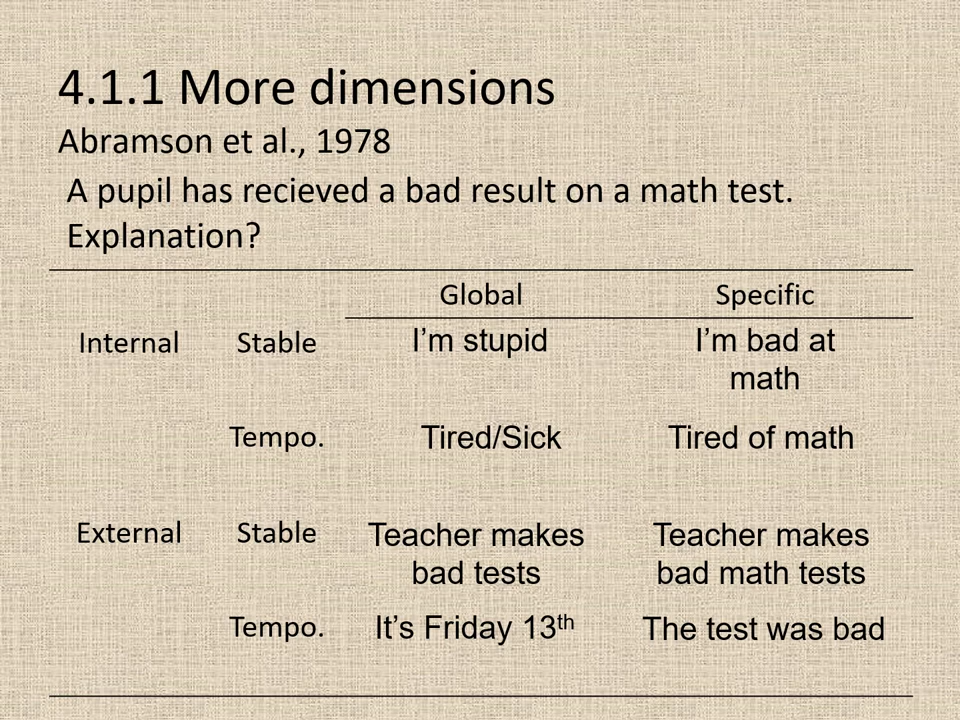 4.1.1 More dimensions
Abramson et al., 1978
A pupil has recieved a bad result on a math test.
Explanation?
Global Specific
Internal Stable I'm stupid I'm bad at
math
Tempo. Tired/Sick Tired of math
External Stable Teacher makes Teacher makes
bad tests bad math tests
Tempo. It's Friday 13th The test was bad